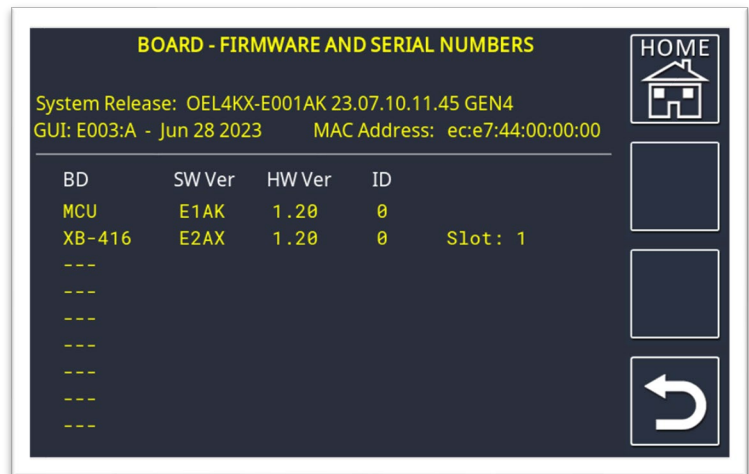 BOARD - FIRMWARE AND SERIAL NUMBERS
HOME
System Release: OEL4KX-E001AK 23.07.10.11.45 GEN4
GUI: E003:A - Jun 28 2023 MAC Address: ec:e7:44:00:00:00
BD SW Ver HW Ver ID
MCU E1AK 1.20 0
XB-416 E2AX 1.20 0 Slot: 1
---
---
---
---
---
---
---